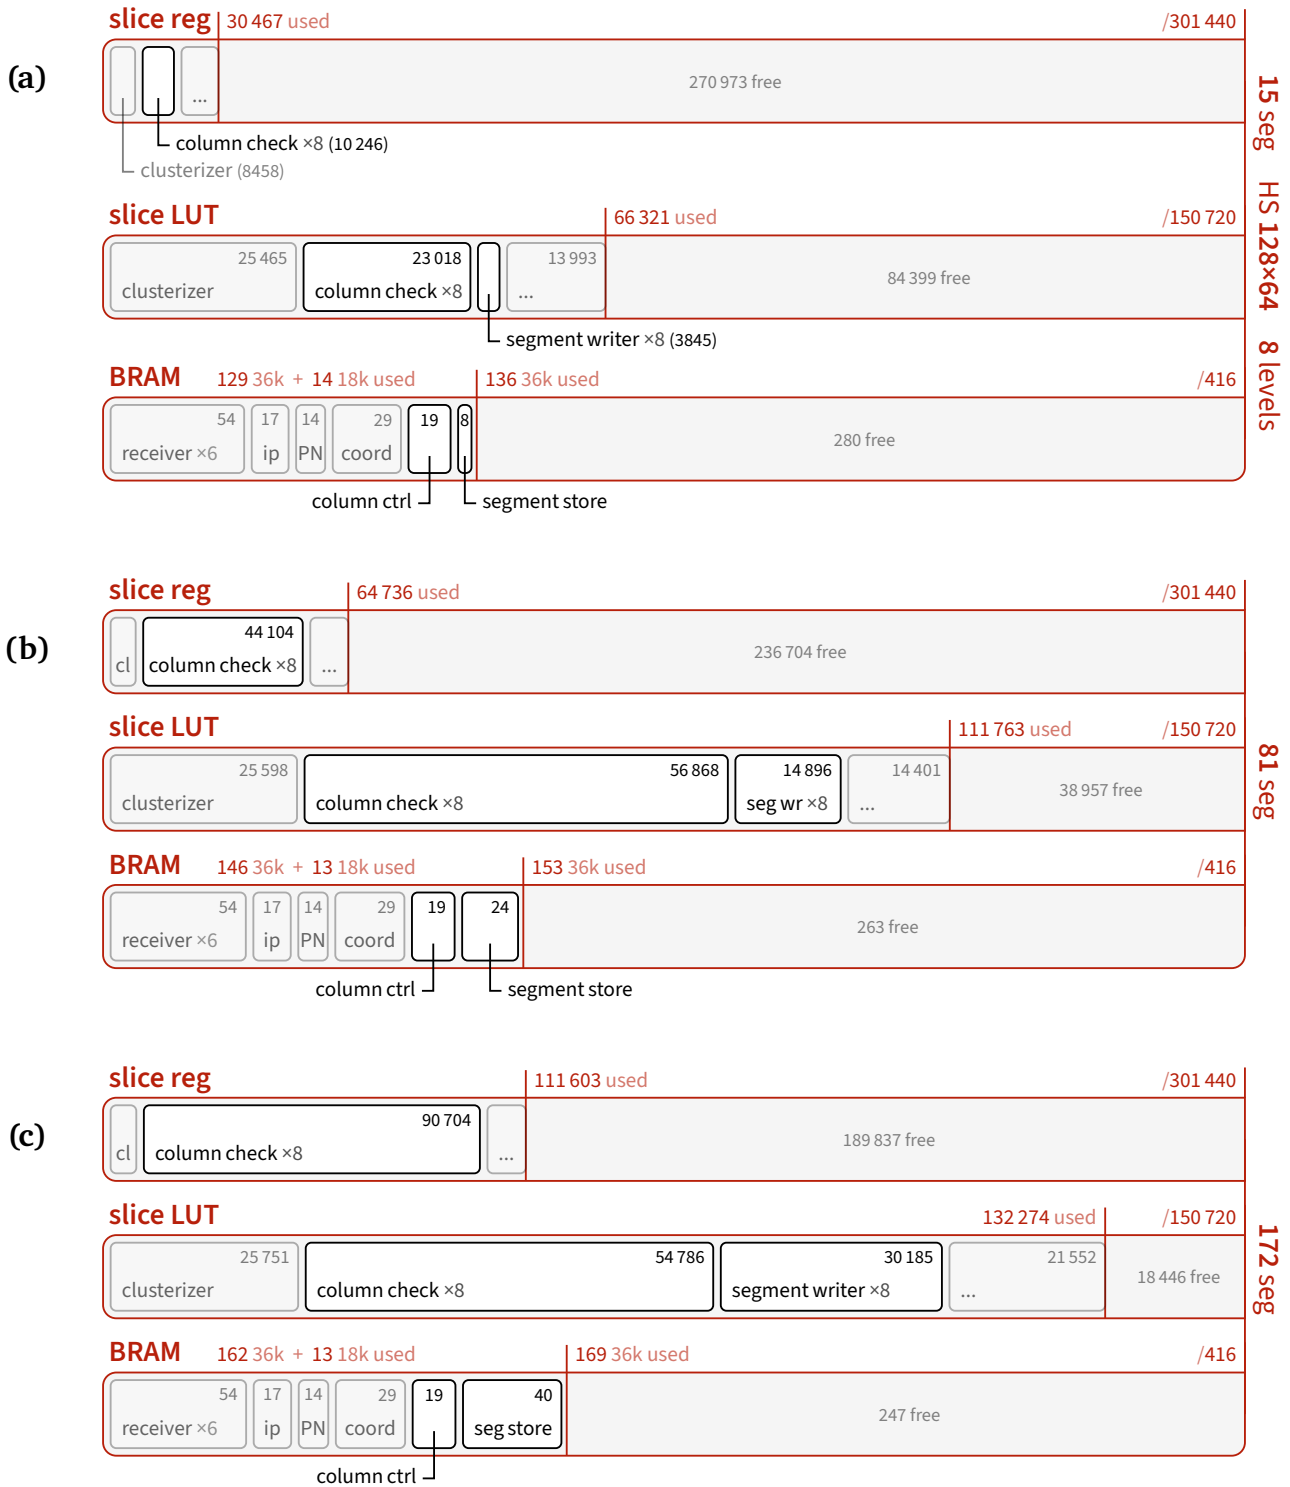 slice reg 30 467 used /301 440
(a)
270 973 free
...
column check ×8 (10 246)
clusterizer (8458)
15 seg HS 128×64 8 levels
slice LUT 66 321 used /150 720
25 465 23 018 13 993
84 399 free
clusterizer column check ×8 ...
segment writer ×8 (3845)
BRAM 129 36k + 14 18k used 136 36k used /416
54 17 14 29 19 8
280 free
receiver ×6 ip PN coord
column ctrl segment store
slice reg 64 736 used /301 440
(b)
44 104
236 704 free
cl column check ×8 ...
slice LUT 111 763 used /150 720
25 598 56 868 14 896 14 401
38 957 free
clusterizer column check ×8 seg wr ×8 ...
81 seg
BRAM 146 36k + 13 18k used 153 36k used /416
54 17 14 29 19 24
263 free
receiver ×6 ip PN coord
column ctrl segment store
slice reg 111 603 used /301 440
(c)
90 704
189 837 free
cl column check ×8 ...
slice LUT 132 274 used /150 720
25 751 54 786 30 185 21 552
18 446 free
clusterizer column check ×8 segment writer ×8 ...
172 seg
BRAM 162 36k + 13 18k used 169 36k used /416
54 17 14 29 19 40
247 free
receiver ×6 ip PN coord seg store
column ctrl